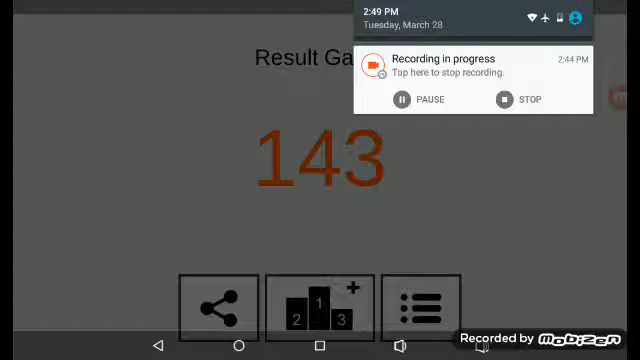 2:49 PM
Tuesday, March 28
Result Ga
Recording in progress
2:44 PM
Tap here to stop recording.
PAUSE
STOP
143
2
1
3
Recorded by MOBIZEN